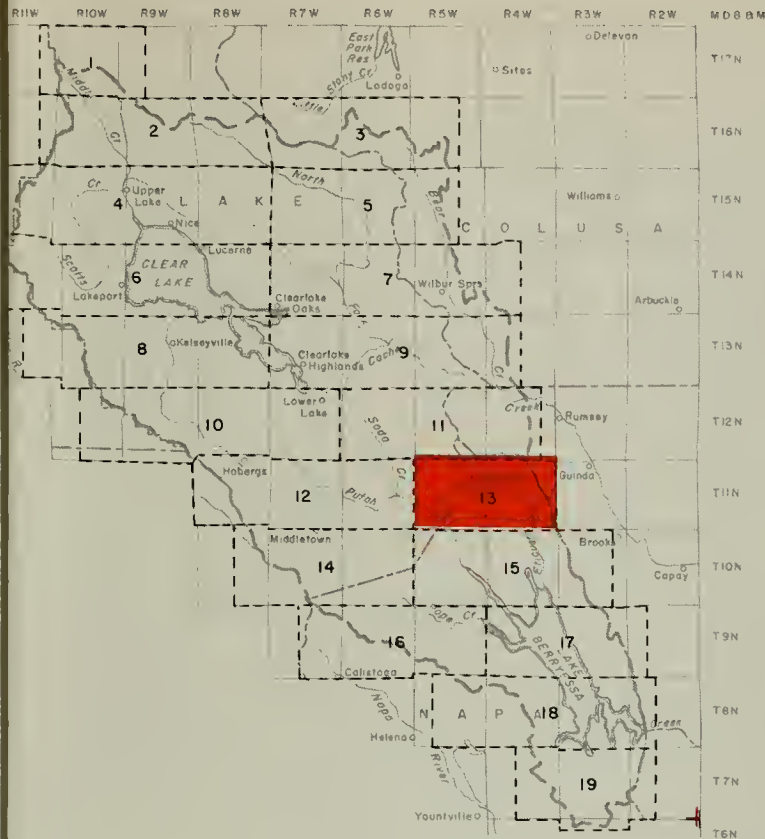 R11W R10W R9W R8W R7W R6W R5W R4W R3W R2W M D B & B M
East
Park
Res
Delevan
T17N
1
Middle
Stony Cr
Sites
Lodoga
Little
2
3
T16N
Cr
North
Cr
Upper
Lake
4
L A K E
5
Bear
Williams
T15N
Nice
C O L U S A
Lucerne
Scotts
6
CLEAR
LAKE
7
Wilbur Sprs
T14N
Lakeport
Arbuckle
Clearlake
Oaks
Fork
8
Kelseyville
9
Cr
T13N
R.
Clearlake
Highlands
Cache
Lower
Lake
Creek
Rumsey
10
Soda
11
T12N
Hobergs
Cr
Guinda
12
Putah
13
T11N
Middletown
Brooks
14
15
T10N
Capay
Pope Cr
16
17
T9N
LAKE
BERRYESSA
Calistoga
Napa
N A P A
18
Creek
T8N
Helena
River
19
T7N
Yountville
T6N